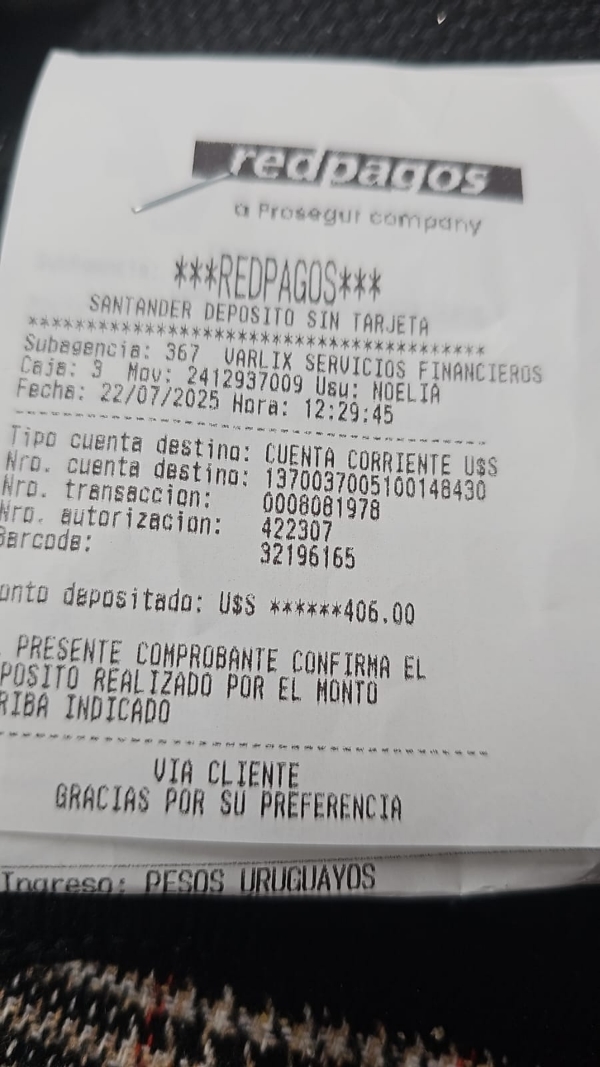 redpagos
a Prosegur company
***REDPAGOS***
SANTANDER DEPOSITO SIN TARJETA
****************************************
Subagencia: 367 VARLIX SERVICIOS FINANCIEROS
Caja: 3 Mov: 2412937009 Usu: NOELIA
Fecha: 22/07/2025 Hora: 12:29:45
----------------------------------------
Tipo cuenta destino: CUENTA CORRIENTE U$S
Nro. cuenta destino: 1370037005100148430
Nro. transaccion: 0008081978
Nro. autorizacion: 422307
Barcode: 32196165
onto depositado: U$S ******406.00
PRESENTE COMPROBANTE CONFIRMA EL
POSITO REALIZADO POR EL MONTO
RIBA INDICADO
----------------------------------------
VIA CLIENTE
GRACIAS POR SU PREFERENCIA
Ingreso: PESOS URUGUAYOS